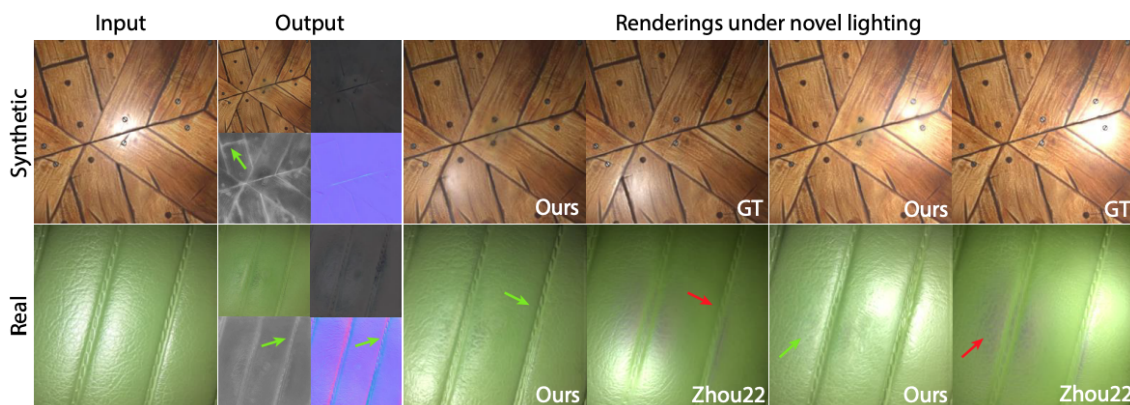 Input
Output
Renderings under novel lighting
Synthetic
Ours
GT
Ours
GT
Real
Ours
Zhou22
Ours
Zhou22